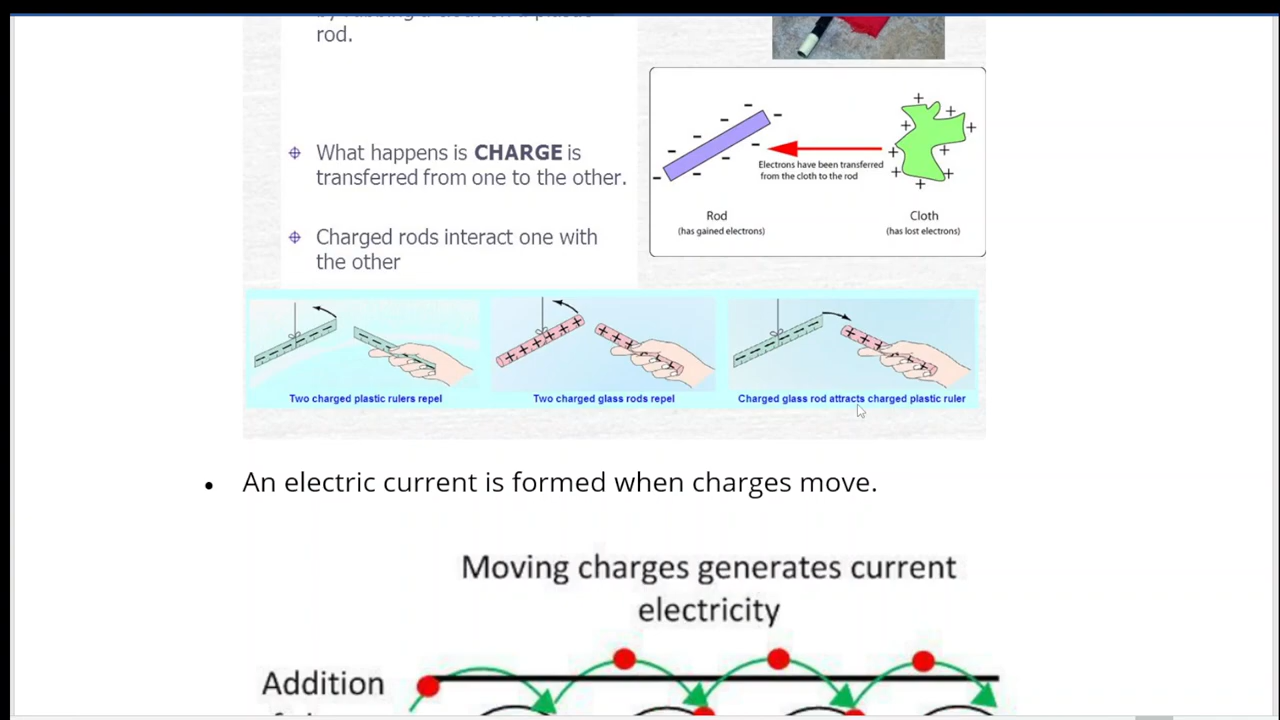 rod.
What happens is CHARGE is
transferred from one to the other.
Charged rods interact one with
the other
Electrons have been transferred
from the cloth to the rod
Rod
(has gained electrons)
Cloth
(has lost electrons)
Two charged plastic rulers repel
Two charged glass rods repel
Charged glass rod attracts charged plastic ruler
• An electric current is formed when charges move.
Moving charges generates current
electricity
Addition